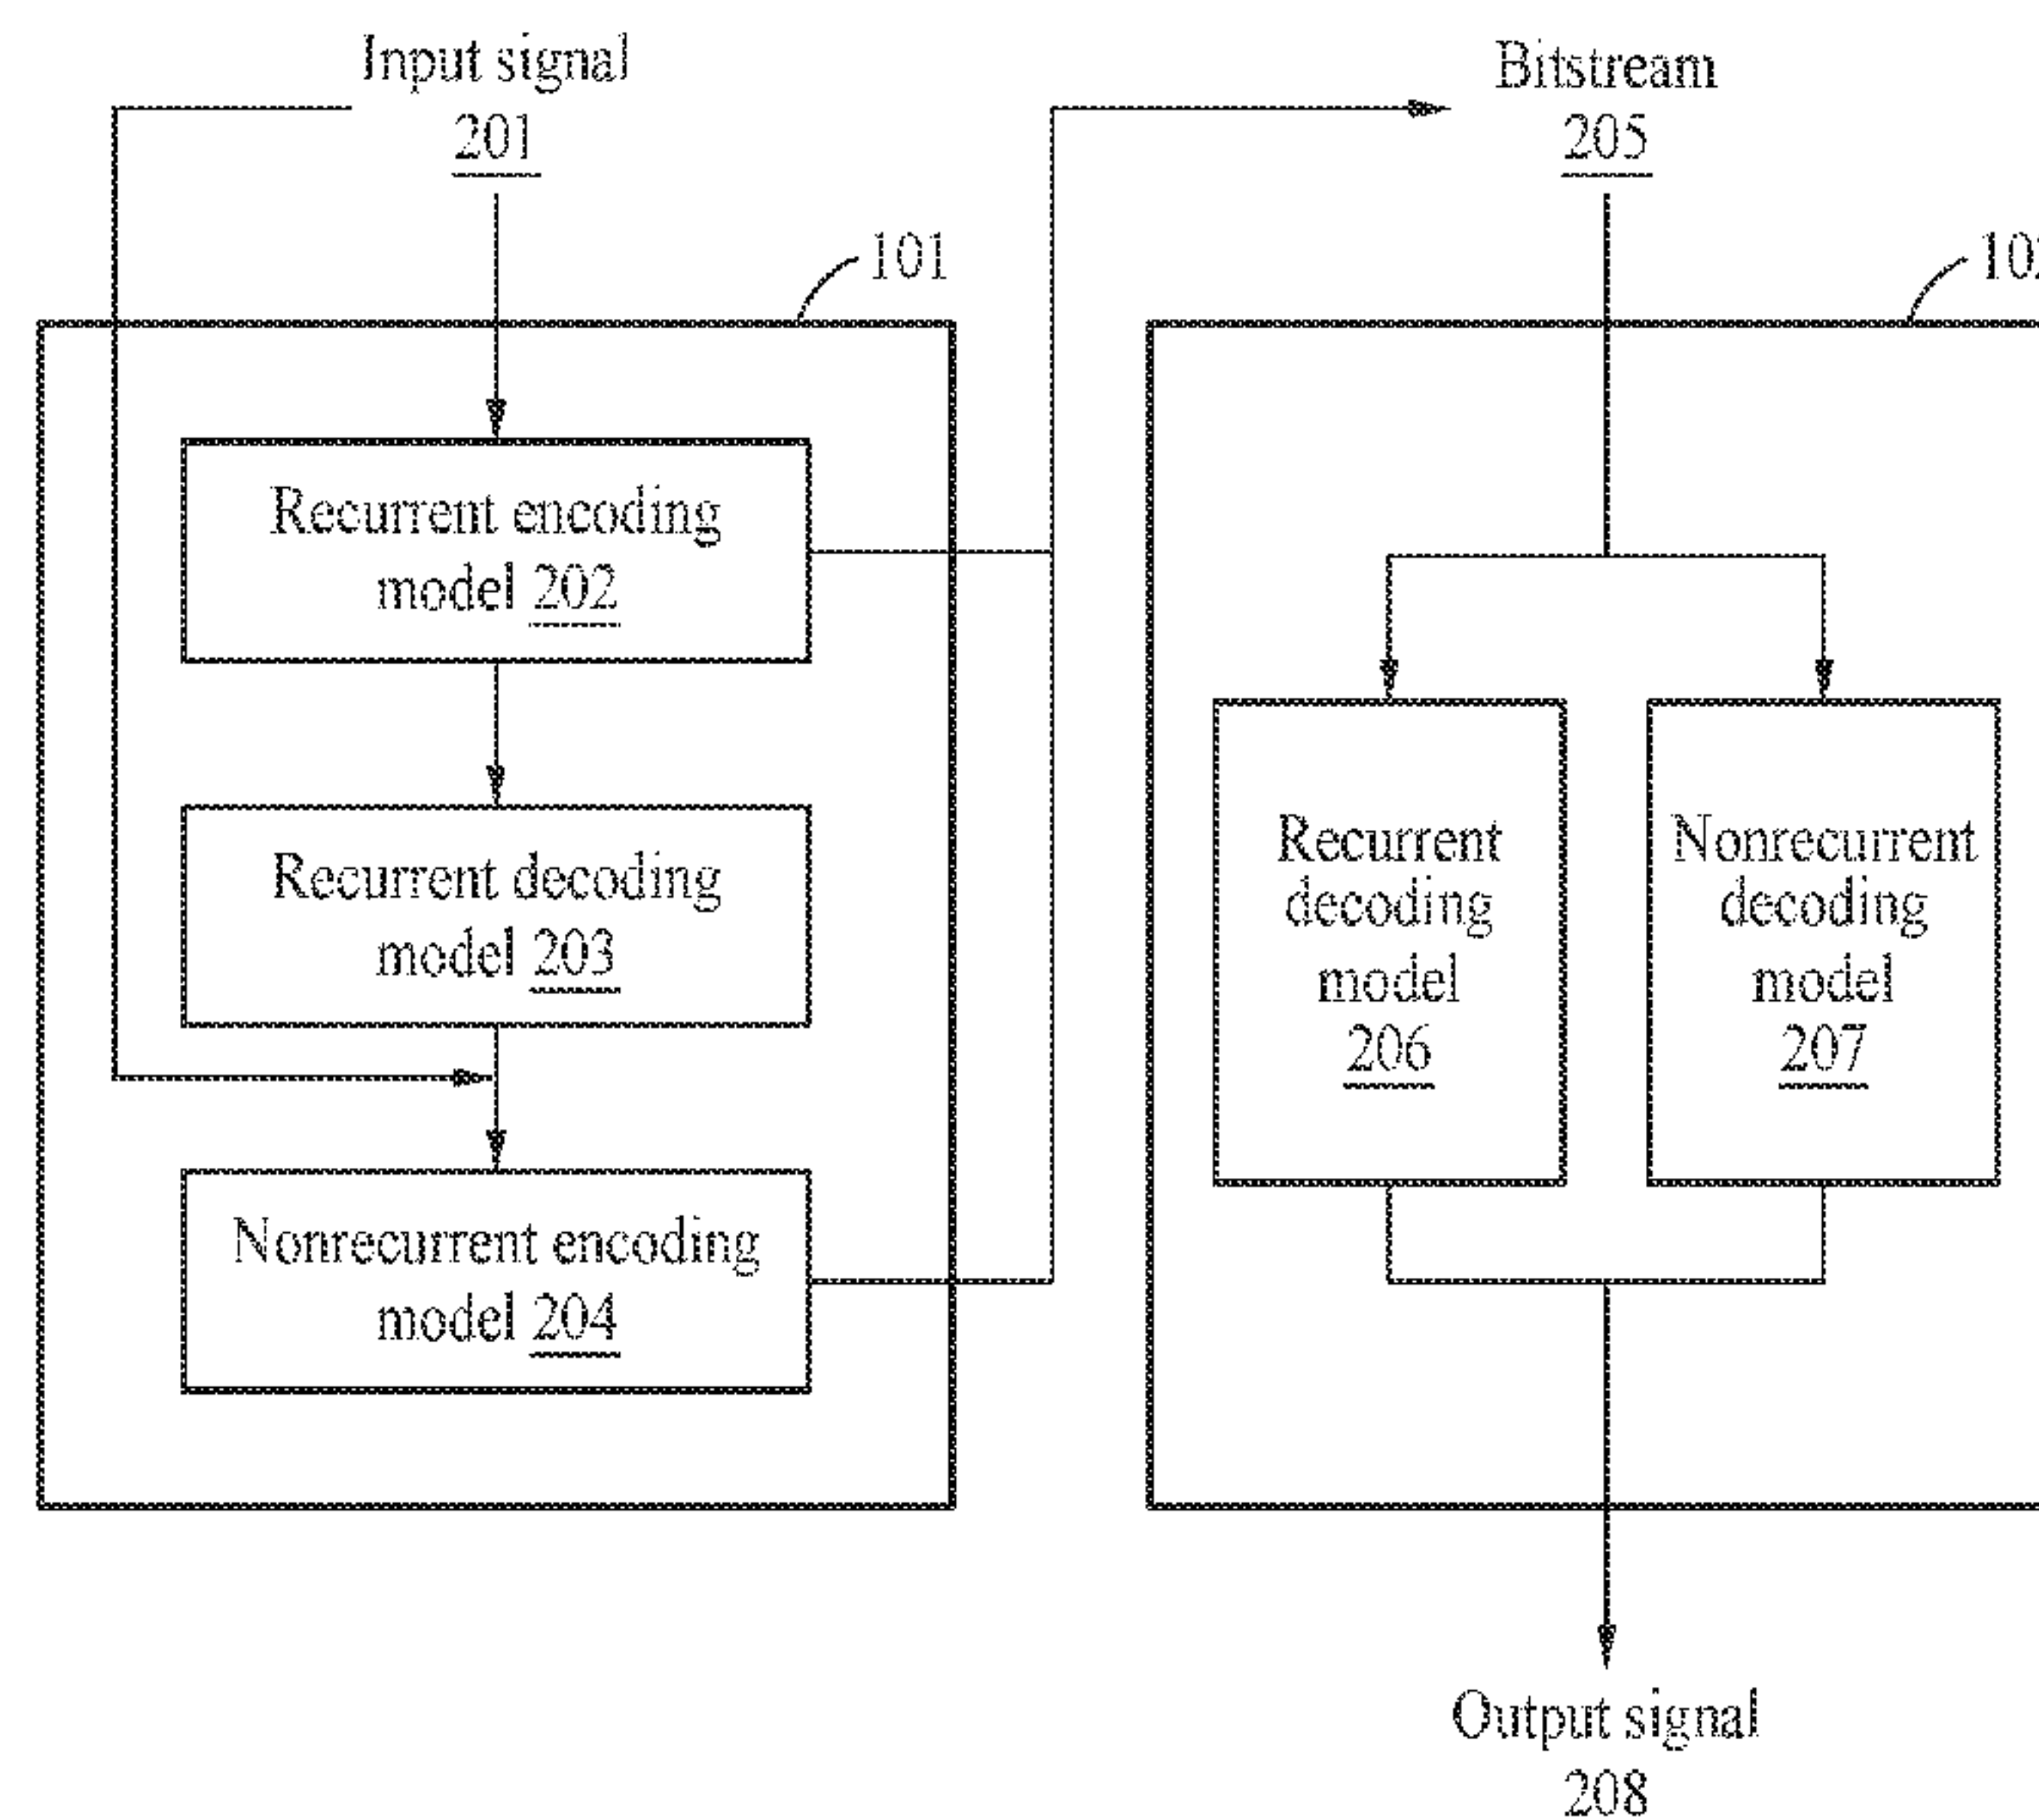 Input signal
201
101
Recurrent encoding
model 202
Recurrent decoding
model 203
Nonrecurrent encoding
model 204
Bitstream
205
Recurrent
decoding
model
206
Nonrecurrent
decoding
model
207
Output signal
208